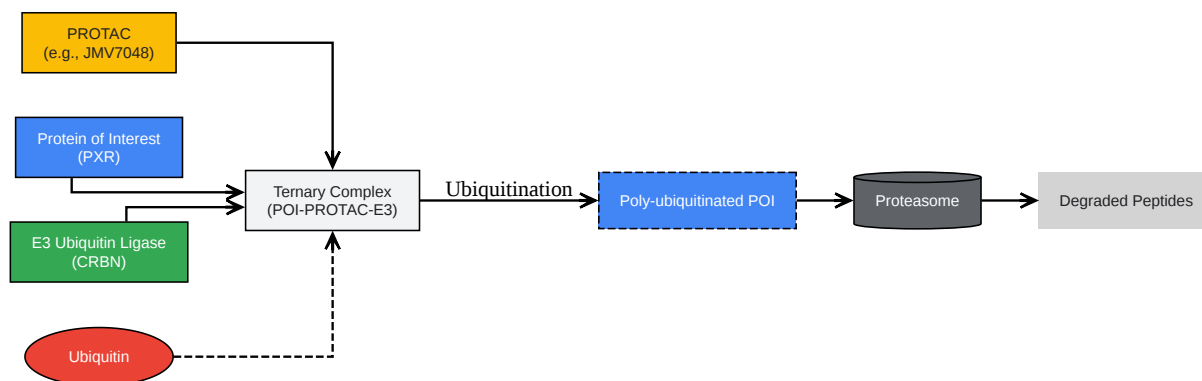 PROTAC
(e.g., JMV7048)
Protein of Interest
(PXR)
E3 Ubiquitin Ligase
(CRBN)
Ubiquitin
Ternary Complex
(POI-PROTAC-E3)
Ubiquitination
Poly-ubiquitinated POI
Proteasome
Degraded Peptides